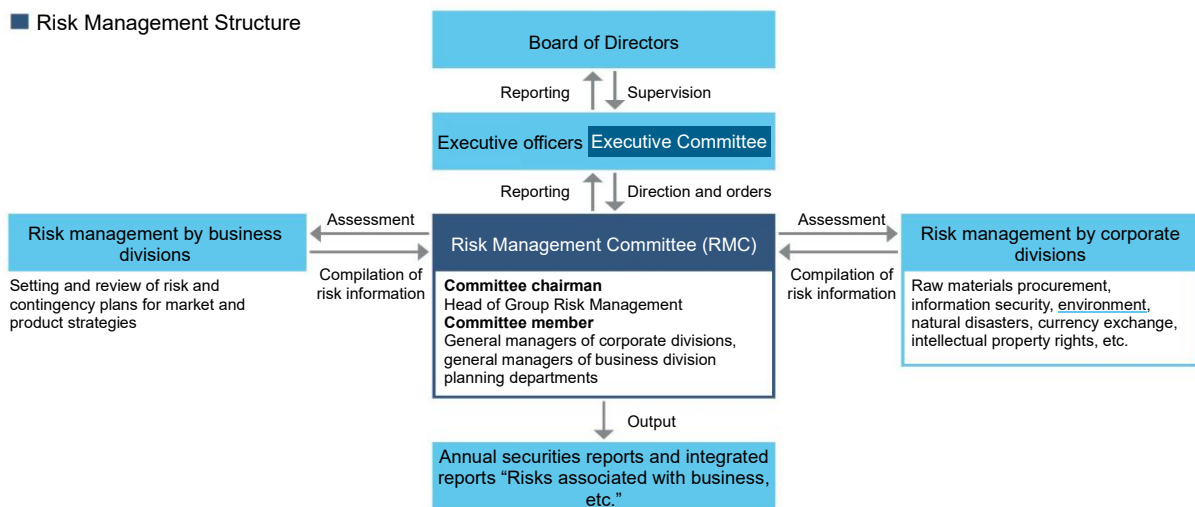 Risk Management Structure
Board of Directors
Reporting
Supervision
Executive officers
Executive Committee
Reporting
Direction and orders
Risk management by business
divisions
Setting and review of risk and
contingency plans for market and
product strategies
Assessment
Compilation of
risk information
Risk Management Committee (RMC)
Committee chairman
Head of Group Risk Management
Committee member
General managers of corporate divisions,
general managers of business division
planning departments
Assessment
Compilation of
risk information
Risk management by corporate
divisions
Raw materials procurement,
information security, environment,
natural disasters, currency exchange,
intellectual property rights, etc.
Output
Annual securities reports and integrated
reports “Risks associated with business,
etc.”